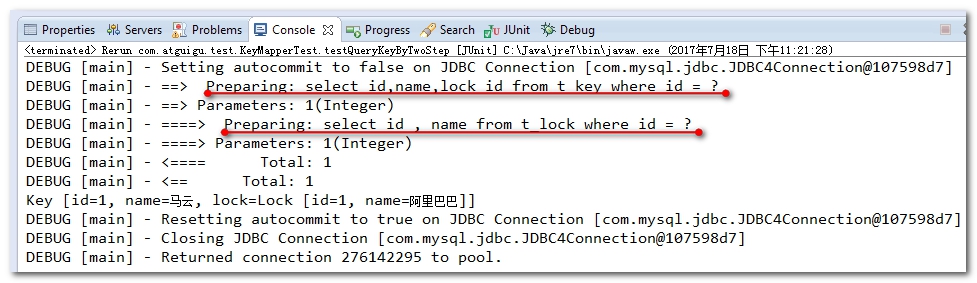 Properties Servers Problems Console Progress Search JUnit Debug
<terminated> Rerun com.atguigu.test.KeyMapperTest.testQueryKeyByTwoStep [JUnit] C:\Java\jre7\bin\javaw.exe (2017年7月18日 下午11:21:28)
DEBUG [main] - Setting autocommit to false on JDBC Connection [com.mysql.jdbc.JDBC4Connection@107598d7]
DEBUG [main] - ==>  Preparing: select id,name,lock_id from t_key where id = ?
DEBUG [main] - ==> Parameters: 1(Integer)
DEBUG [main] - ====>  Preparing: select id , name from t_lock where id = ?
DEBUG [main] - ====> Parameters: 1(Integer)
DEBUG [main] - <====      Total: 1
DEBUG [main] - <==      Total: 1
Key [id=1, name=马云, lock=Lock [id=1, name=阿里巴巴]]
DEBUG [main] - Resetting autocommit to true on JDBC Connection [com.mysql.jdbc.JDBC4Connection@107598d7]
DEBUG [main] - Closing JDBC Connection [com.mysql.jdbc.JDBC4Connection@107598d7]
DEBUG [main] - Returned connection 276142295 to pool.